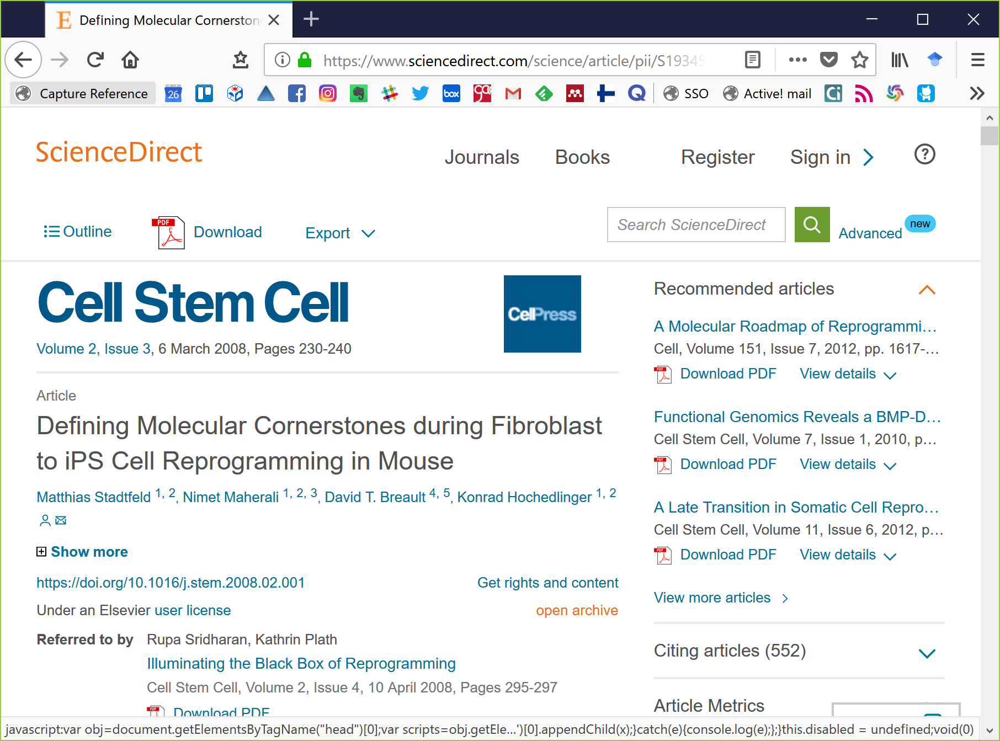 Defining Molecular Cornerston
https://www.sciencedirect.com/science/article/pii/S19345
Capture Reference
26
box
SSO
Active! mail
Ci
ScienceDirect
Journals
Books
Register
Sign in
?
Outline
PDF
Download
Export
Search ScienceDirect
Advanced
new
Cell Stem Cell
CellPress
Volume 2, Issue 3, 6 March 2008, Pages 230-240
Article
Defining Molecular Cornerstones during Fibroblast
to iPS Cell Reprogramming in Mouse
Matthias Stadtfeld 1, 2, Nimet Maherali 1, 2, 3, David T. Breault 4, 5, Konrad Hochedlinger 1, 2
Show more
https://doi.org/10.1016/j.stem.2008.02.001
Get rights and content
Under an Elsevier user license
open archive
Referred to by Rupa Sridharan, Kathrin Plath
Illuminating the Black Box of Reprogramming
Cell Stem Cell, Volume 2, Issue 4, 10 April 2008, Pages 295-297
PDF
Download PDF
Recommended articles
A Molecular Roadmap of Reprogrammi...
Cell, Volume 151, Issue 7, 2012, pp. 1617-...
PDF
Download PDF
View details
Functional Genomics Reveals a BMP-D...
Cell Stem Cell, Volume 7, Issue 1, 2010, p...
PDF
Download PDF
View details
A Late Transition in Somatic Cell Repro...
Cell Stem Cell, Volume 11, Issue 6, 2012, p...
PDF
Download PDF
View details
View more articles
Citing articles (552)
Article Metrics
javascript:var obj=document.getElementsByTagName("head")[0];var scripts=obj.getEle...')[0].appendChild(x);}catch(e){console.log(e);};}this.disabled = undefined;void(0)